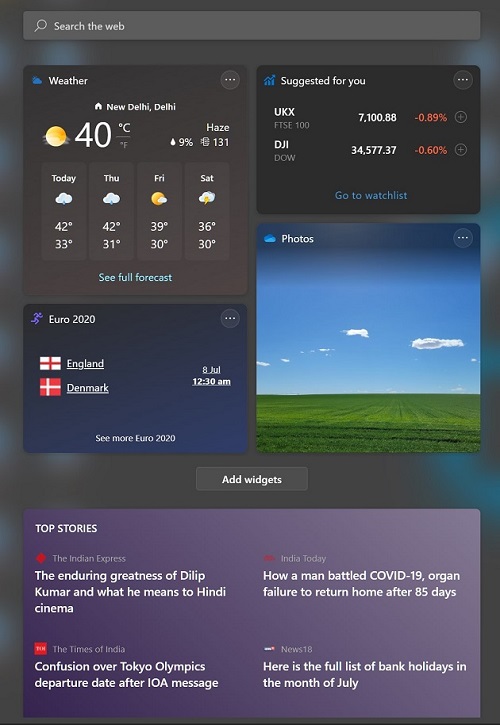 Search the web
Weather
New Delhi, Delhi
40 °C
°F
Haze
9% 131
Today Thu Fri Sat
42° 42° 39° 36°
33° 31° 30° 30°
See full forecast
Suggested for you
UKX 7,100.88 -0.89%
FTSE 100
DJI 34,577.37 -0.60%
DOW
Go to watchlist
Euro 2020
England
Denmark
8 Jul
12:30 am
See more Euro 2020
Photos
Add widgets
TOP STORIES
The Indian Express
The enduring greatness of Dilip
Kumar and what he means to Hindi
cinema
India Today
How a man battled COVID-19, organ
failure to return home after 85 days
The Times of India
Confusion over Tokyo Olympics
departure date after IOA message
News18
Here is the full list of bank holidays in
the month of July